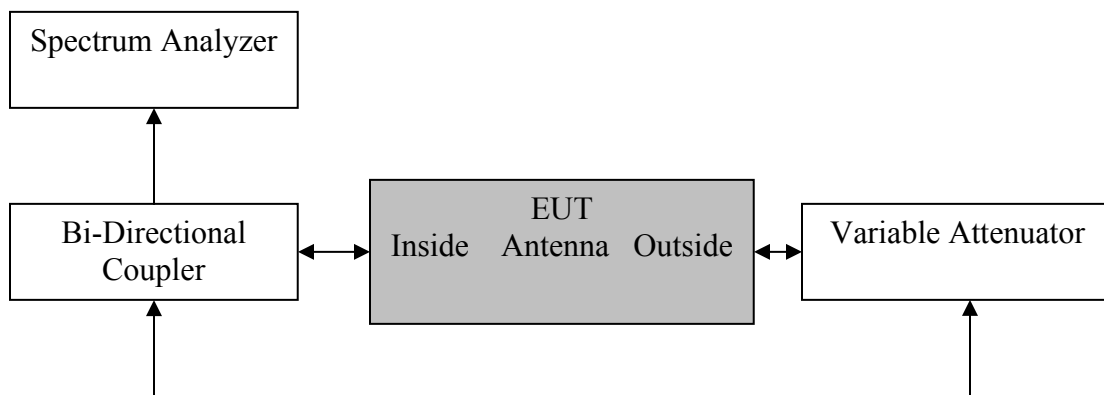 Spectrum Analyzer
EUT
Bi-Directional
Coupler
Inside Antenna Outside
Variable Attenuator